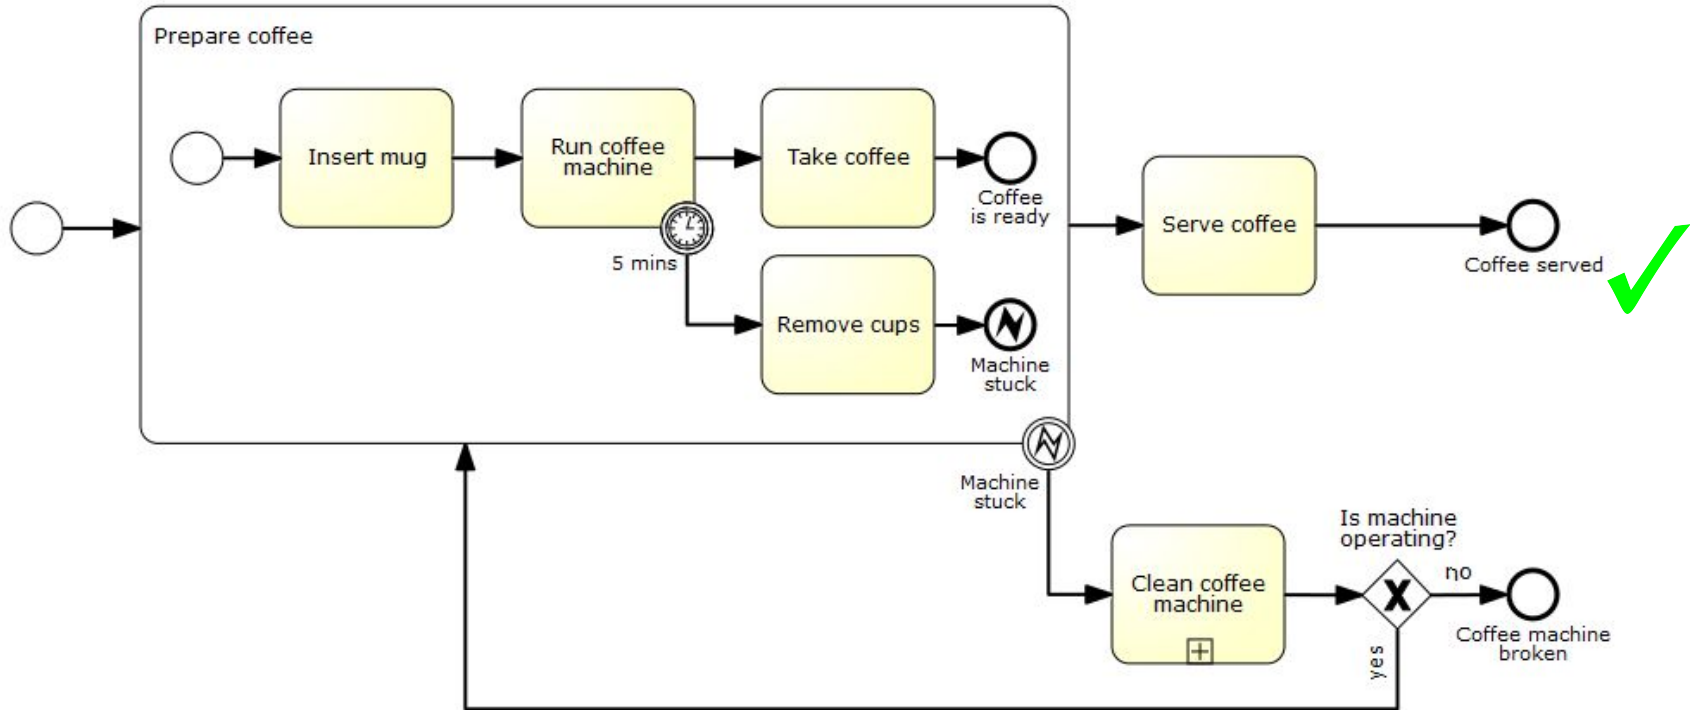 Prepare coffee
Insert mug
Run coffee
machine
Take coffee
Coffee
is ready
5 mins
Remove cups
Machine
stuck
Serve coffee
Coffee served
Machine
stuck
Clean coffee
machine
Is machine
operating?
no
yes
Coffee machine
broken